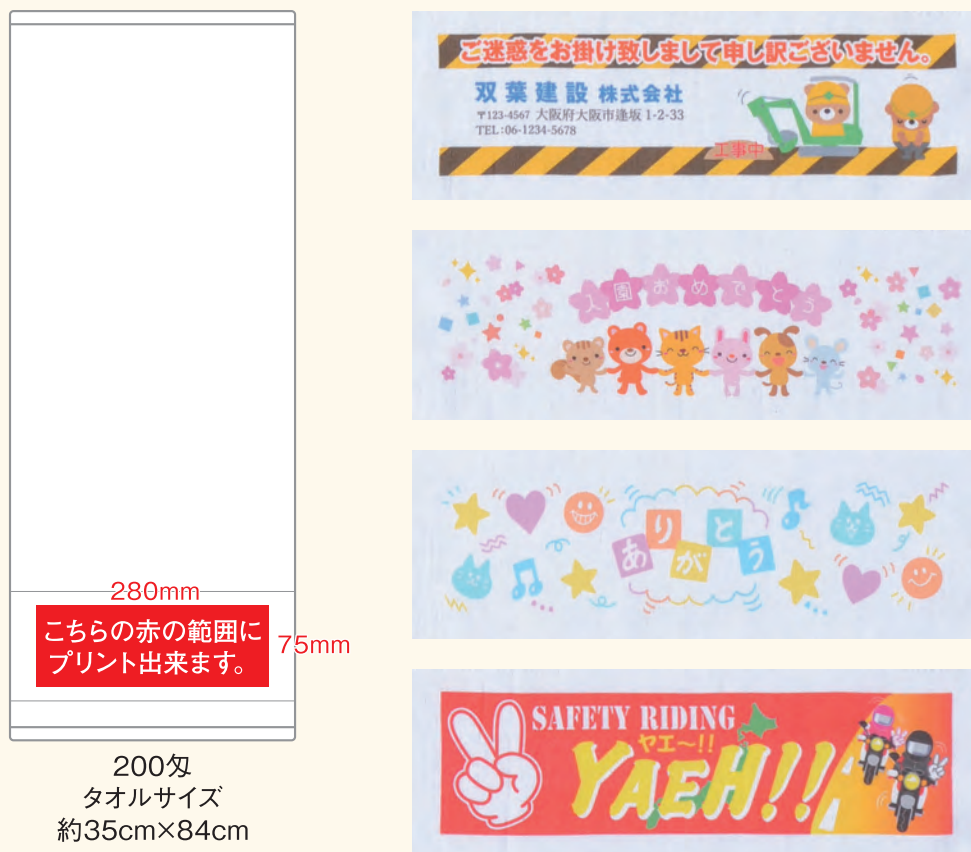 280mm
こちらの赤の範囲に
プリント出来ます。
75mm
200匁
タオルサイズ
約35cm×84cm
ご迷惑をお掛け致しまして申し訳ございません。
双葉建設 株式会社
〒123-4567 大阪府大阪市逢坂 1-2-33
TEL:06-1234-5678
工事中
入園おめでとう
ありがとう
SAFETY RIDING
ヤエ〜!!
YAEH!!